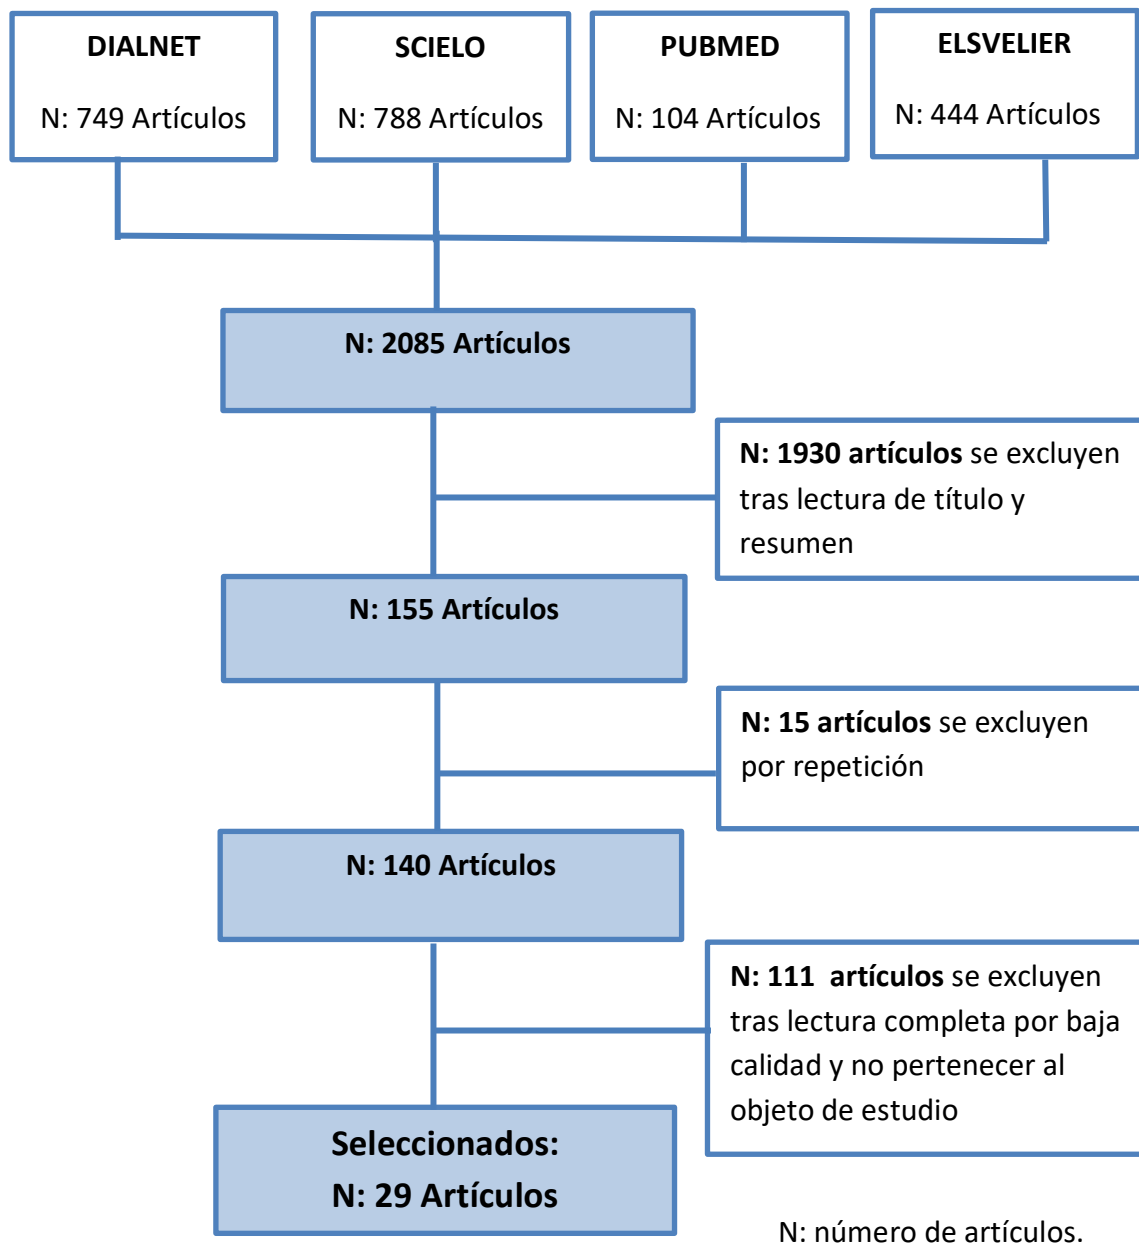 DIALNET
N: 749 Artículos
SCIELO
N: 788 Artículos
PUBMED
N: 104 Artículos
ELSVELIER
N: 444 Artículos
N: 2085 Artículos
N: 1930 artículos se excluyen
tras lectura de título y
resumen
N: 155 Artículos
N: 15 artículos se excluyen
por repetición
N: 140 Artículos
N: 111  artículos se excluyen
tras lectura completa por baja
calidad y no pertenecer al
objeto de estudio
Seleccionados:
N: 29 Artículos
N: número de artículos.